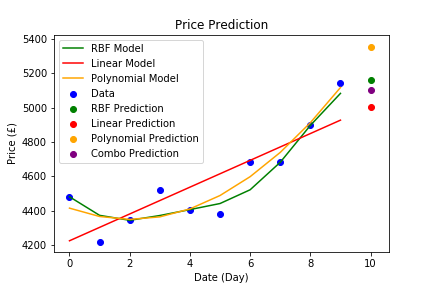 Price Prediction
5400
5200
5000
4800
4600
4400
4200
Price (£)
RBF Model
Linear Model
Polynomial Model
Data
RBF Prediction
Linear Prediction
Polynomial Prediction
Combo Prediction
0 2 4 6 8 10
Date (Day)